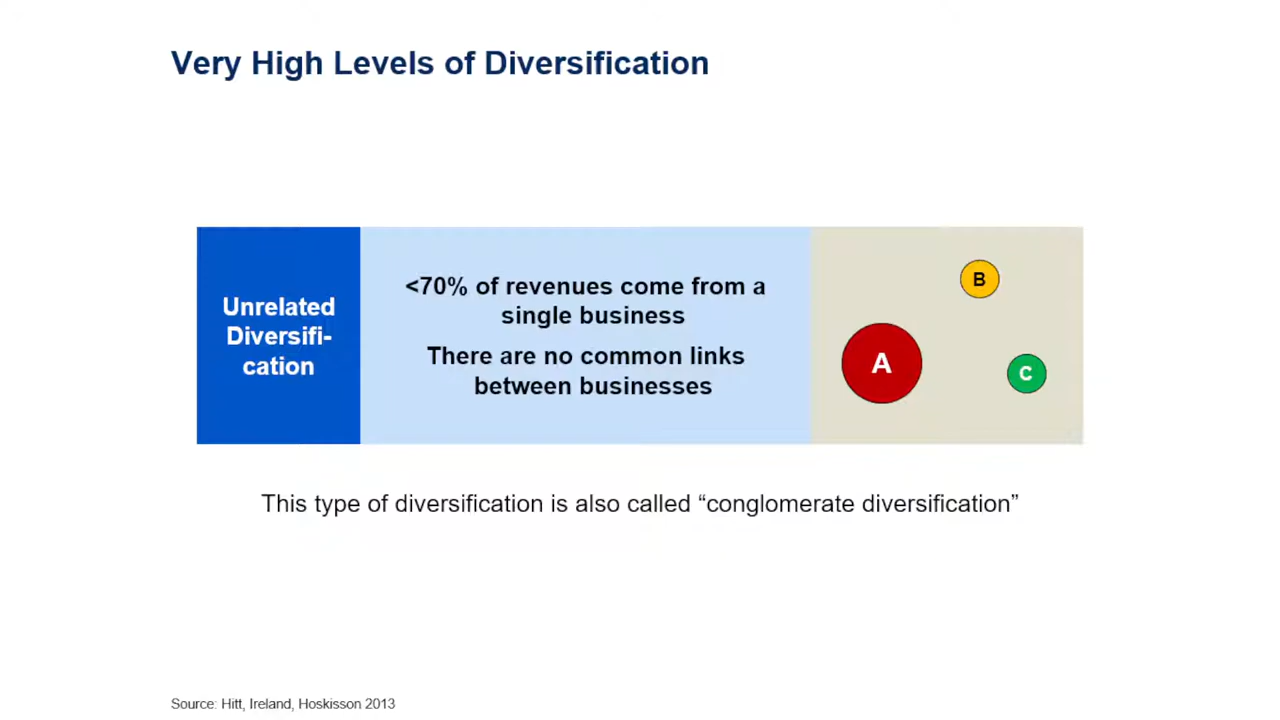 Very High Levels of Diversification
Unrelated
Diversifi-
cation
<70% of revenues come from a
single business
There are no common links
between businesses
B
A
C
This type of diversification is also called “conglomerate diversification”
Source: Hitt, Ireland, Hoskisson 2013